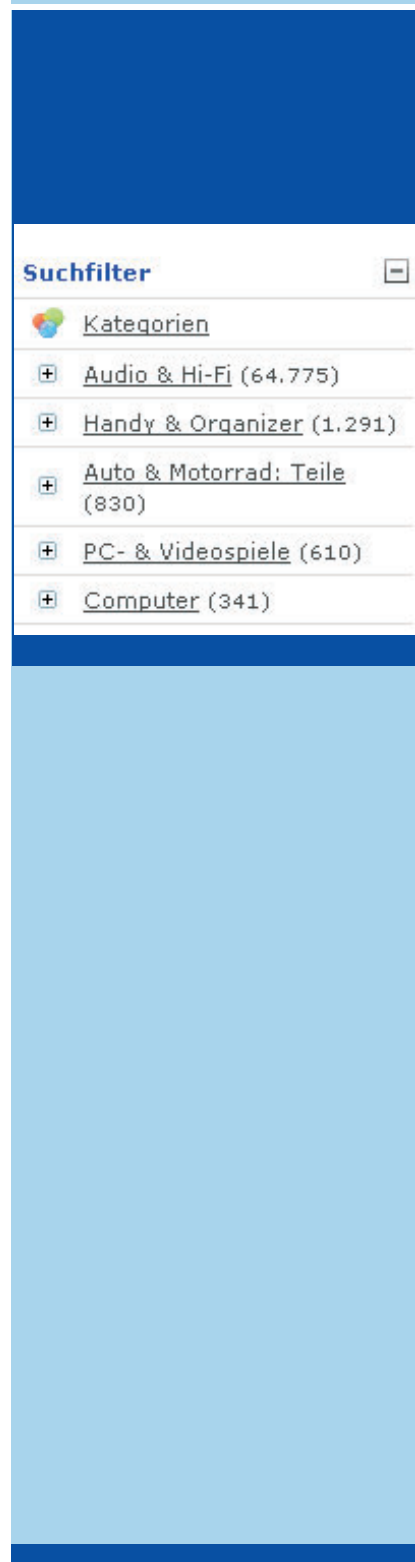 Suchfilter
Kategorien
Audio & Hi-Fi (64.775)
Handy & Organizer (1.291)
Auto & Motorrad: Teile
(830)
PC- & Videospiele (610)
Computer (341)